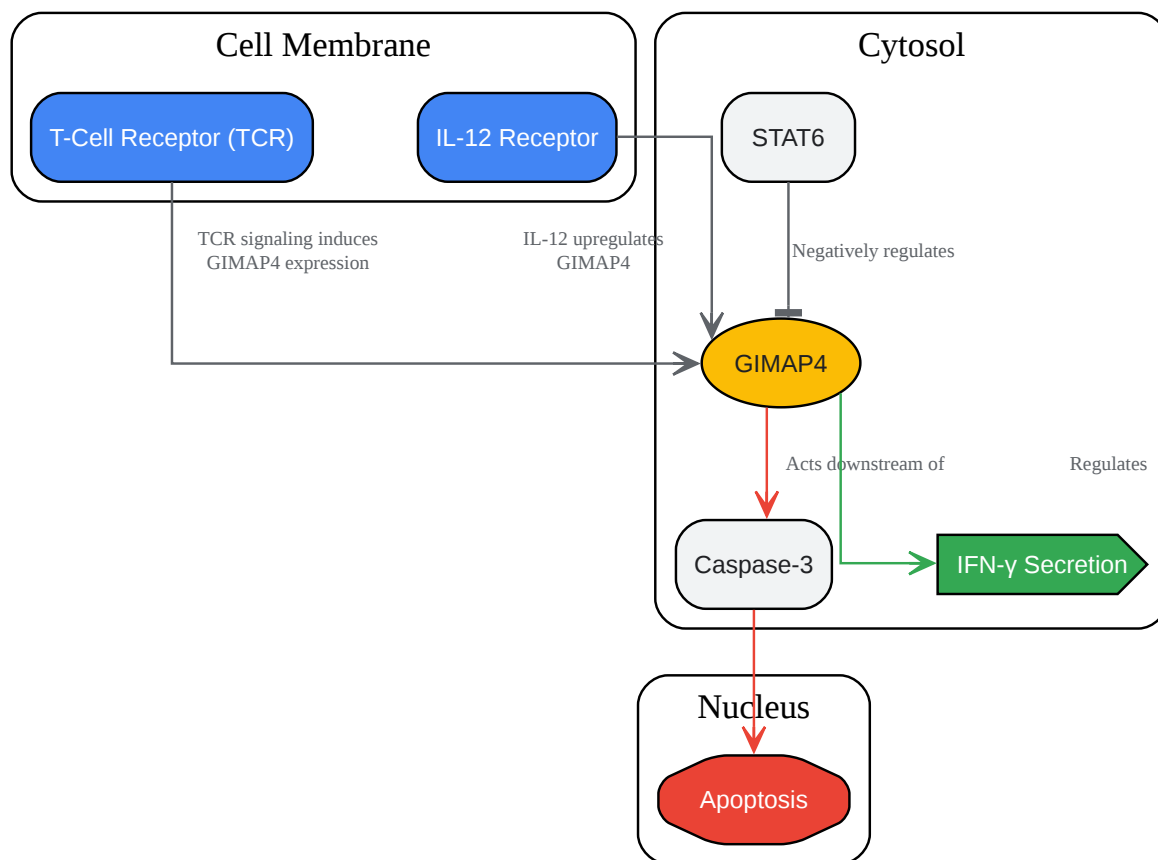 Cell Membrane
Cytosol
T-Cell Receptor (TCR)
IL-12 Receptor
STAT6
TCR signaling induces
GIMAP4 expression
IL-12 upregulates
GIMAP4
Negatively regulates
GIMAP4
Acts downstream of
Regulates
Caspase-3
IFN-γ Secretion
Nucleus
Apoptosis